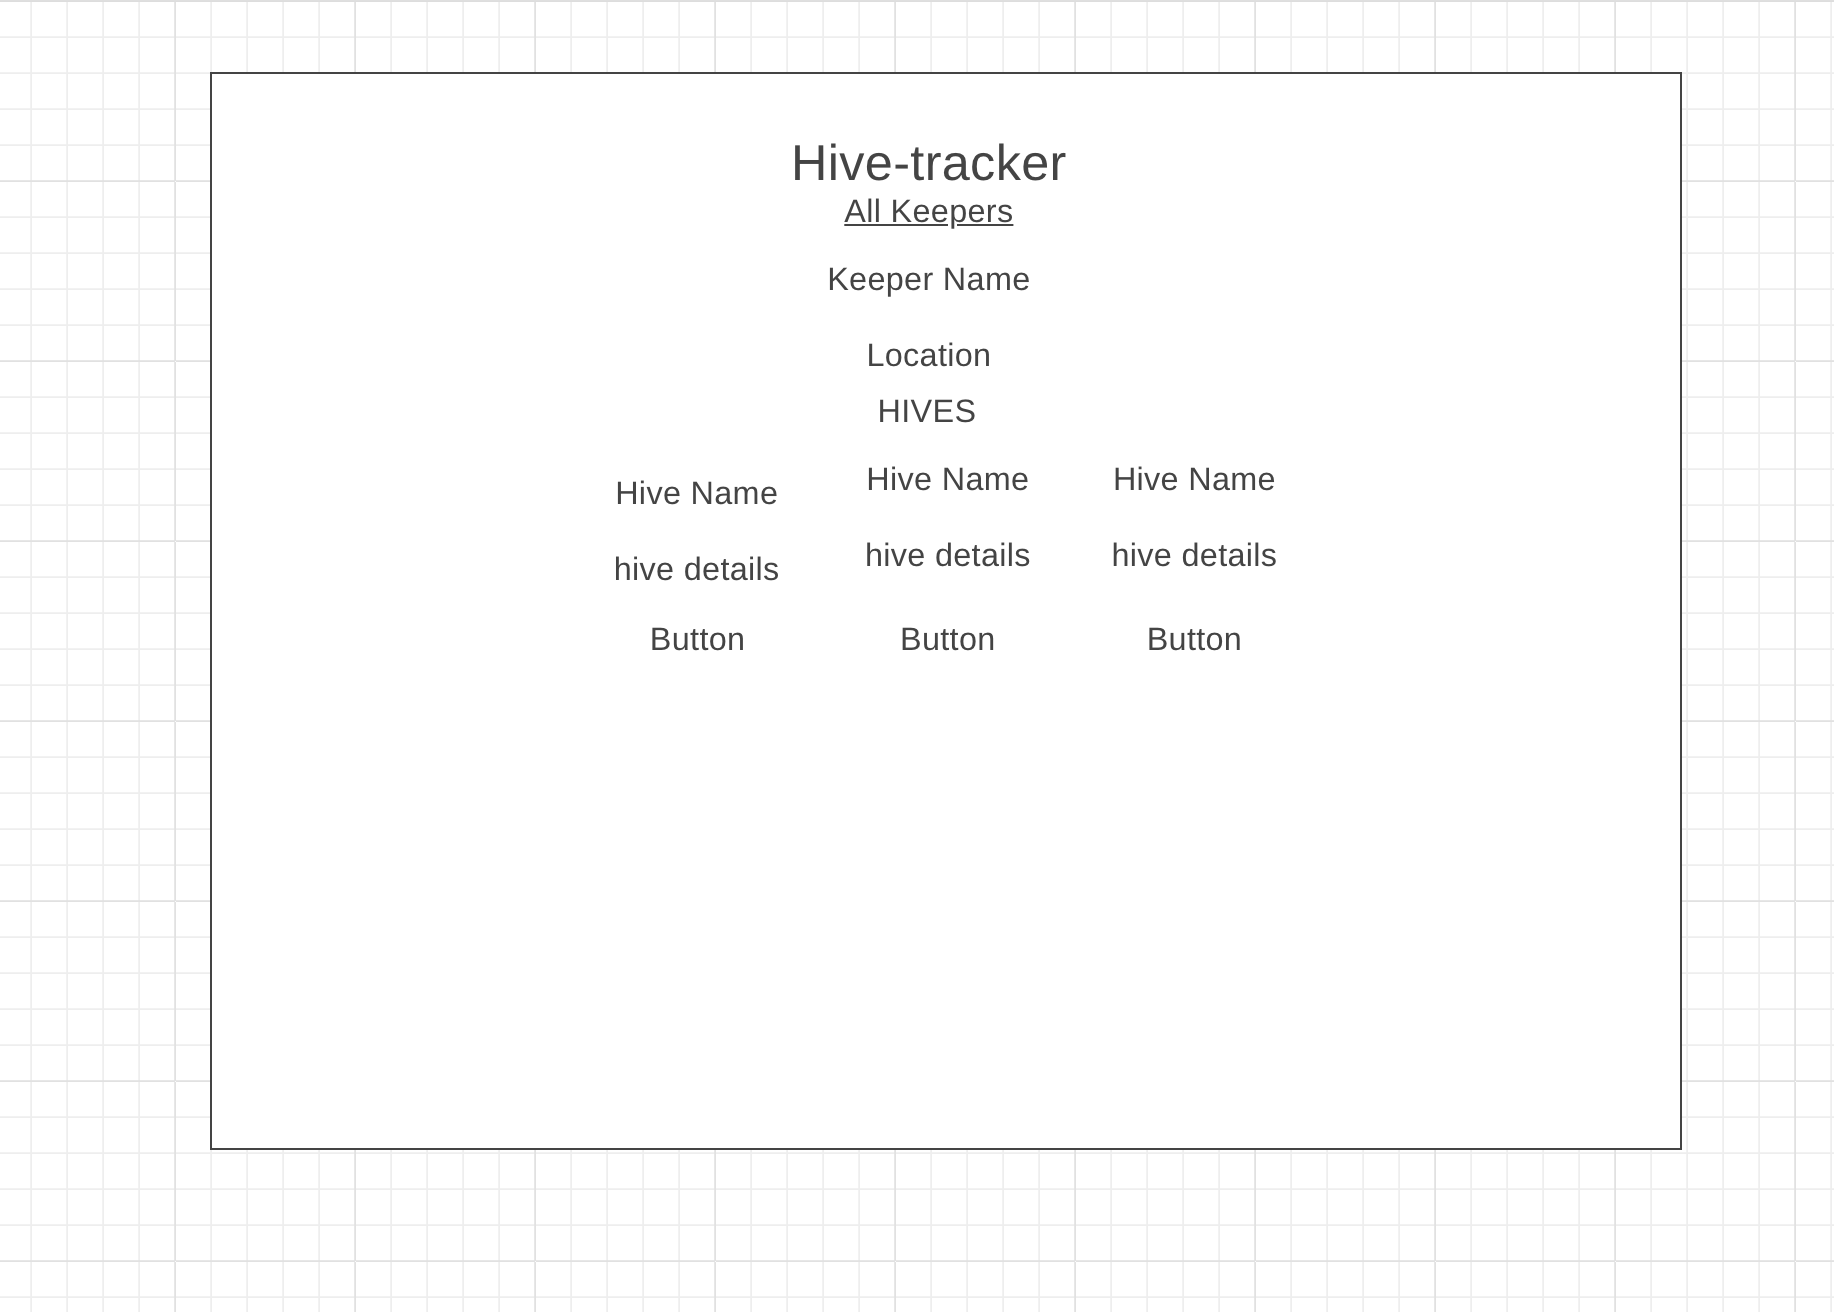 Hive-tracker
All Keepers
Keeper Name
Location
HIVES
Hive Name Hive Name Hive Name
hive details hive details hive details
Button Button Button